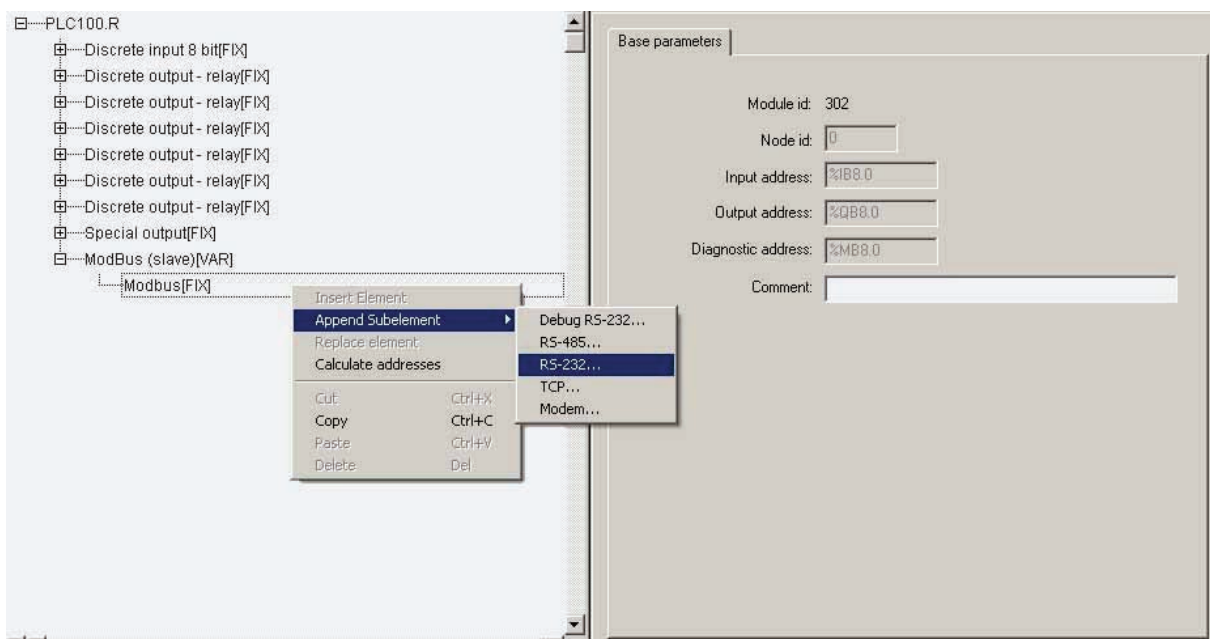 PLC100.R
Discrete input 8 bit[FIX]
Discrete output - relay[FIX]
Discrete output - relay[FIX]
Discrete output - relay[FIX]
Discrete output - relay[FIX]
Discrete output - relay[FIX]
Discrete output - relay[FIX]
Special output[FIX]
ModBus (slave)[VAR]
Modbus[FIX]
Insert Element
Append Subelement
Replace element
Calculate addresses
Cut Ctrl+X
Copy Ctrl+C
Paste Ctrl+V
Delete Del
Debug RS-232...
RS-485...
RS-232...
TCP...
Modem...
Base parameters
Module id: 302
Node id: 0
Input address: %IB8.0
Output address: %QB8.0
Diagnostic address: %MB8.0
Comment: